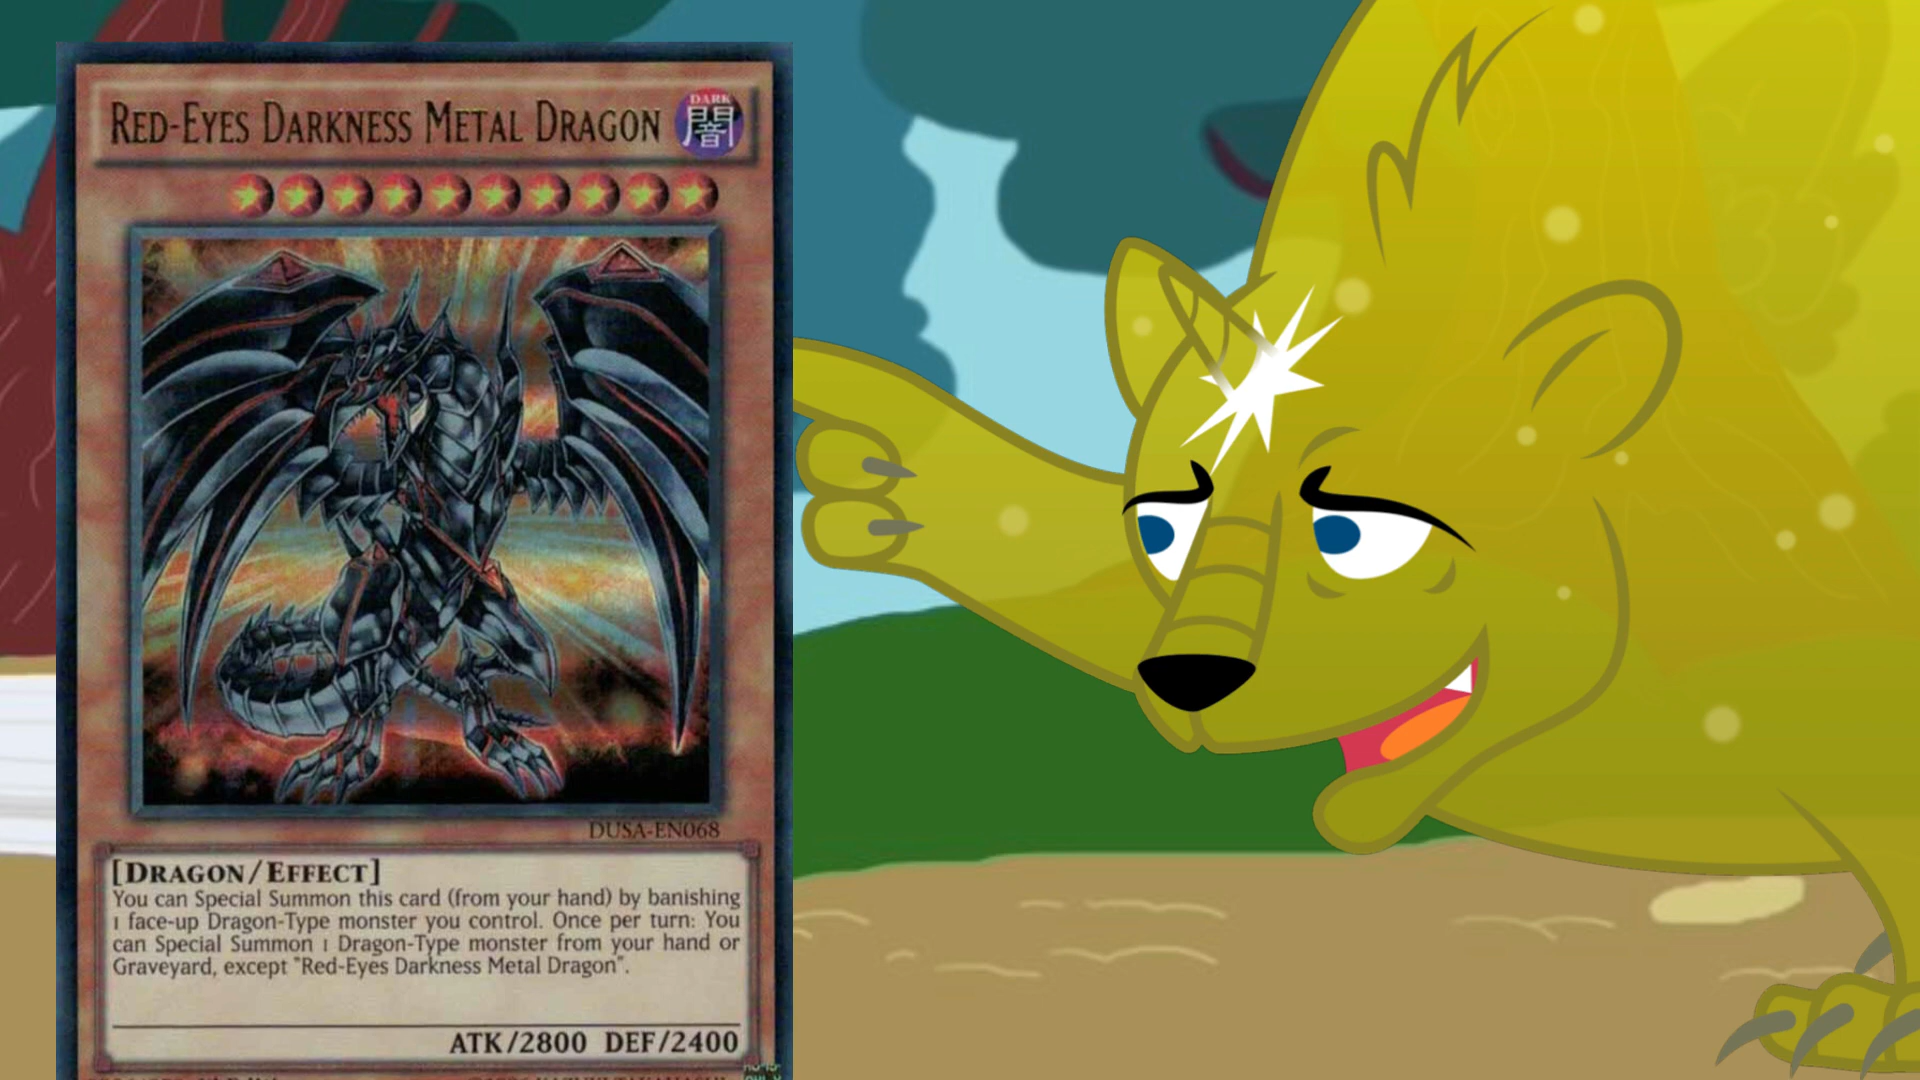 RED-EYES DARKNESS METAL DRAGON
DARK
闇
DUSA-EN068
[DRAGON/EFFECT]
You can Special Summon this card (from your hand) by banishing
1 face-up Dragon-Type monster you control. Once per turn: You
can Special Summon 1 Dragon-Type monster from your hand or
Graveyard, except "Red-Eyes Darkness Metal Dragon".
ATK/2800 DEF/2400